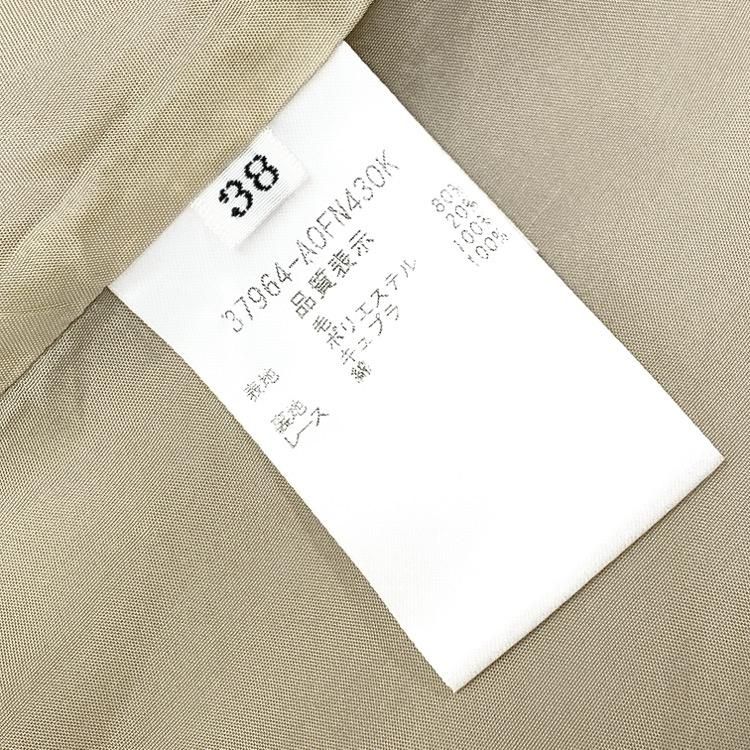 38
37964-A0FN430K
品質表示
表地 毛 80%
ポリエステル 20%
裏地 キュプラ 100%
レース 綿 100%